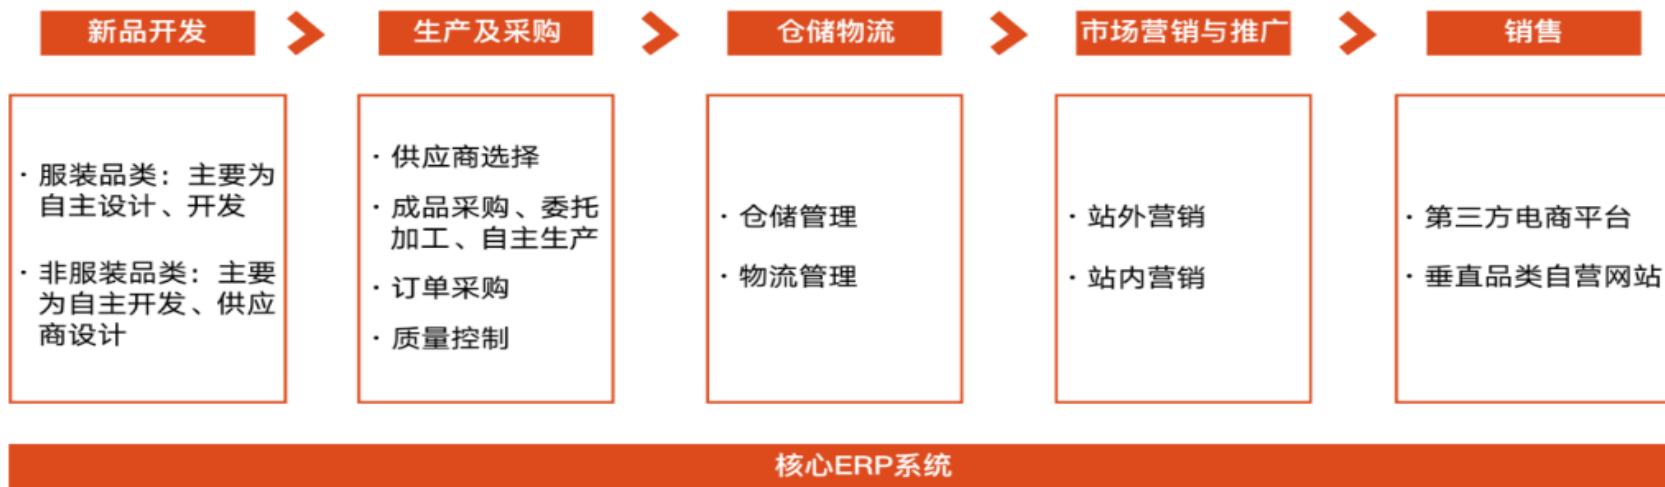 新品开发
生产及采购
仓储物流
市场营销与推广
销售
· 服装品类：主要为
自主设计、开发
· 非服装品类：主要
为自主开发、供应
商设计
· 供应商选择
· 成品采购、委托
加工、自主生产
· 订单采购
· 质量控制
· 仓储管理
· 物流管理
· 站外营销
· 站内营销
· 第三方电商平台
· 垂直品类自营网站
核心ERP系统